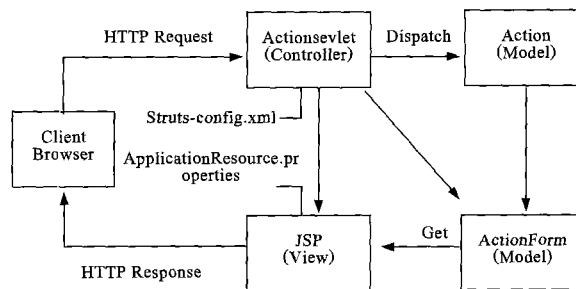 HTTP Request
Actionsevlet
(Controller)
Dispatch
Action
(Model)
Struts-config.xml
Client
Browser
ApplicationResource.pr
operties
JSP
(View)
Get
ActionForm
(Model)
HTTP Response